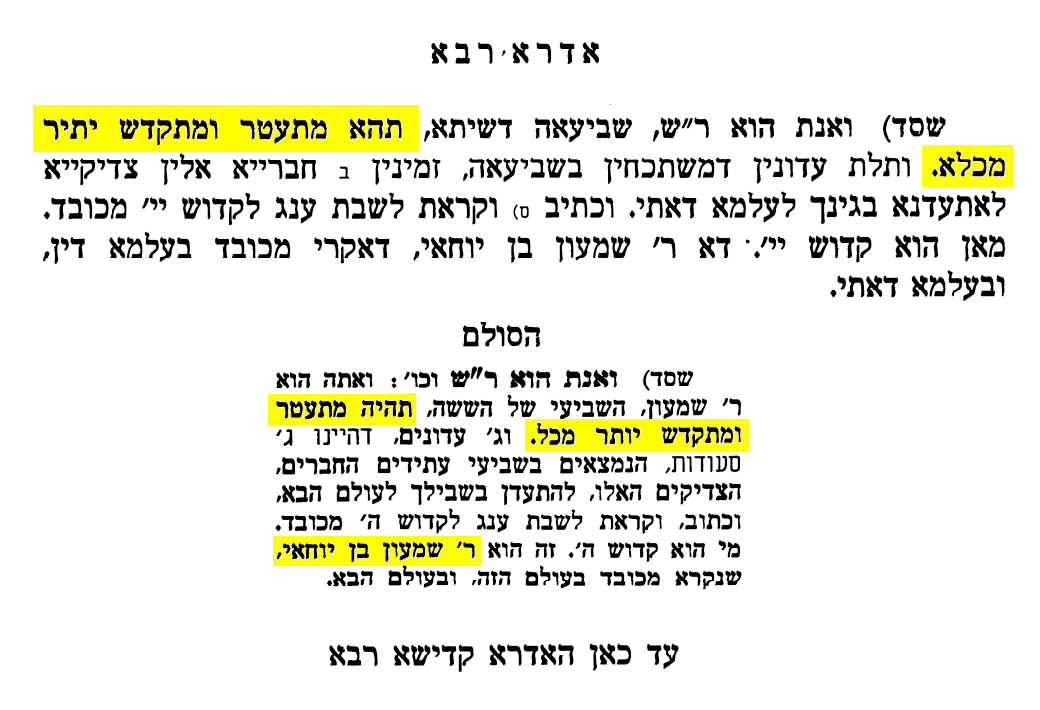 אדרא רבא
שסד) ואנת הוא ר״ש, שביעאה דשיתא, תהא מתעטר ומתקדש יתיר
מכלא. ותלת עדונין דמשתכחין בשביעאה, זמינין ב חברייא אלין צדיקייא
לאתעדנא בגינך לעלמא דאתי. וכתיב ס) וקראת לשבת ענג לקדוש יי׳ מכובד.
מאן הוא קדוש יי׳. דא ר׳ שמעון בן יוחאי, דאקרי מכובד בעלמא דין,
ובעלמא דאתי.
הסולם
שסד) ואנת הוא ר״ש וכו׳: ואתה הוא
ר׳ שמעון, השביעי של הששה, תהיה מתעטר
ומתקדש יותר מכל. וג׳ עדונים, דהיינו ג׳
סעודות, הנמצאים בשביעי עתידים החברים,
הצדיקים האלו, להתעדן בשבילך לעולם הבא,
וכתוב, וקראת לשבת ענג לקדוש ה׳ מכובד.
מי הוא קדוש ה׳. זה הוא ר׳ שמעון בן יוחאי,
שנקרא מכובד בעולם הזה, ובעולם הבא.
עד כאן האדרא קדישא רבא